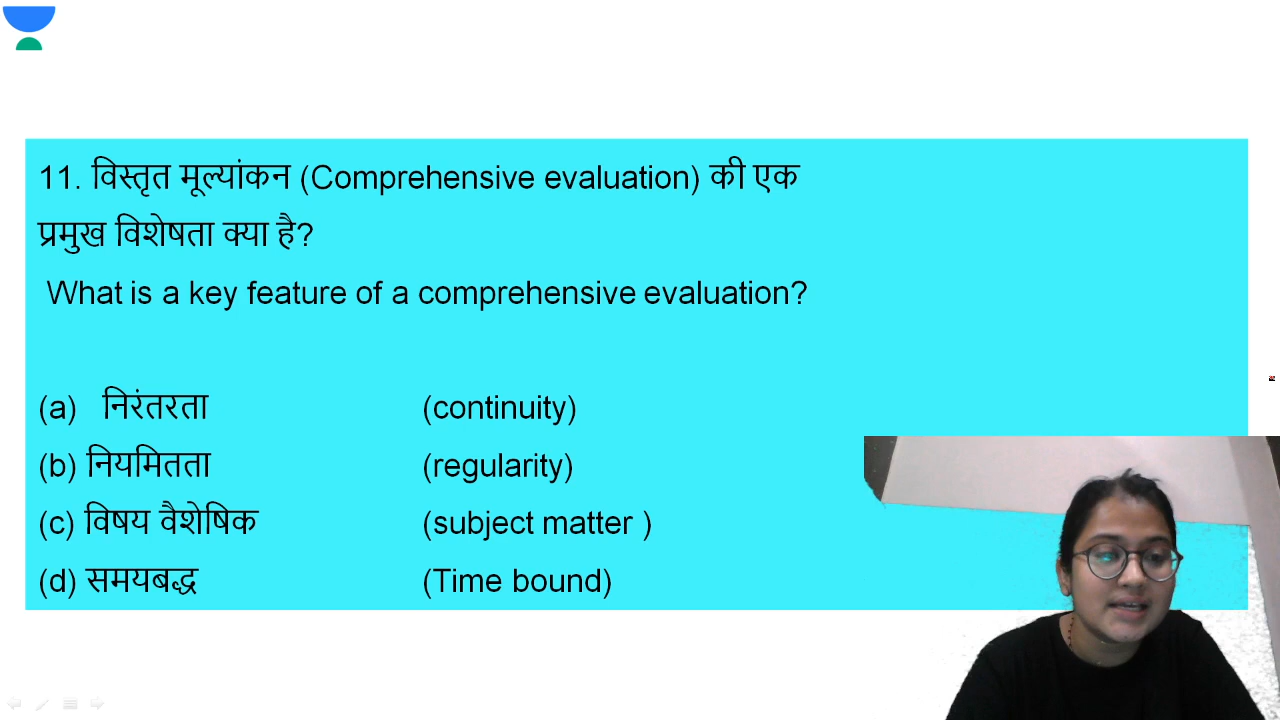 11. विस्तृत मूल्यांकन (Comprehensive evaluation) की एक
प्रमुख विशेषता क्या है?
What is a key feature of a comprehensive evaluation?
(a) निरंतरता (continuity)
(b) नियमितता (regularity)
(c) विषय वैशेषिक (subject matter )
(d) समयबद्ध (Time bound)